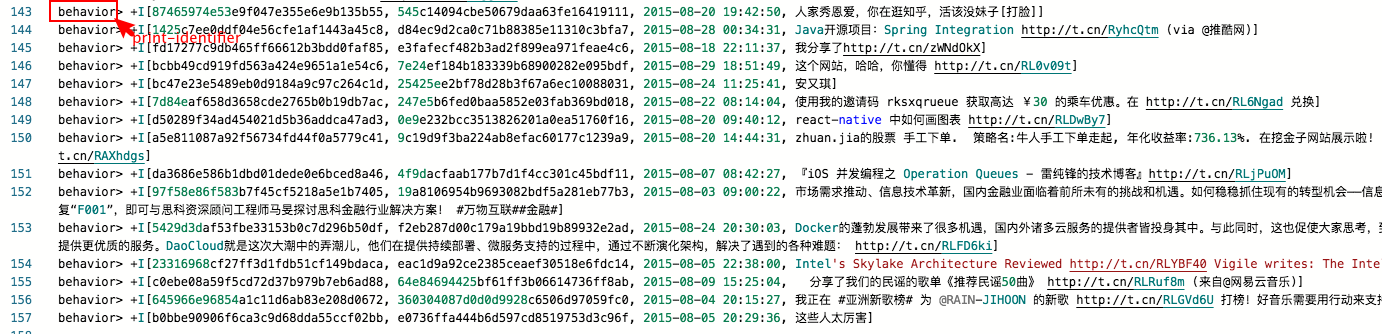 143 behavior> +I[87465974e53e9f047e355e6e9b135b55, 545c14094cbe50679daa63fe16419111, 2015-08-20 19:42:50, 人家秀恩爱，你在逛知乎，活该没妹子[打脸]]
print-identifier
144 behavior> +I[1425c7ee0ddf04e56cfe1af1443a45c8, d84ec9d2ca0c71b88385e11310c3bfa7, 2015-08-28 00:34:31, Java开源项目: Spring Integration http://t.cn/RyhcQtm (via @推酷网)]
145 behavior> +I[fd17277c9db465ff66612b3bdd0faf85, e3fafecf482b3ad2f899ea971feae4c6, 2015-08-18 22:11:37, 我分享了http://t.cn/zWNdOkX]
146 behavior> +I[bcbb49cd919fd563a424e9651a1e54c6, 7e24ef184b183339b68900282e095bdf, 2015-08-29 18:51:49, 这个网站，哈哈，你懂得 http://t.cn/RL0v09t]
147 behavior> +I[bc47e23e5489eb0d9184a9c97c264c1d, 25425ee2bf78d28b3f67a6ec10088031, 2015-08-24 11:25:41, 安又琪]
148 behavior> +I[7d84eaf658d3658cde2765b0b19db7ac, 247e5b6fed0baa5852e03fab369bd018, 2015-08-22 08:14:04, 使用我的邀请码 rksxqrueue 获取高达 ￥30 的乘车优惠。在 http://t.cn/RL6Ngad 兑换]
149 behavior> +I[d50289f34ad454021d5b36addca47ad3, 0e9e232bcc3513826201a0ea51760f16, 2015-08-20 09:40:12, react-native 中如何画图表 http://t.cn/RLDwBy7]
150 behavior> +I[a5e811087a92f56734fd44f0a5779c41, 9c19d9f3ba224ab8efac60177c1239a9, 2015-08-20 14:44:31, zhuan.jia的股票 手工下单. 策略名:牛人手工下单走起, 年化收益率:736.13%. 在挖金子网站展示啦!
t.cn/RAXhdgs]
151 behavior> +I[da3686e586b1dbd01dede0e6bced8a46, 4f9dacfaab177b7d1f4cc301c45bdf11, 2015-08-07 08:42:27, 『iOS 并发编程之 Operation Queues - 雷纯锋的技术博客』http://t.cn/RLjPuOM]
152 behavior> +I[97f58e86f583b7f45cf5218a5e1b7405, 19a8106954b9693082bdf5a281eb77b3, 2015-08-03 09:00:22, 市场需求推动、信息技术革新，国内金融业面临着前所未有的挑战和机遇。如何稳稳抓住现有的转型机会——信息
复“F001”，即可与思科资深顾问工程师马旻探讨思科金融行业解决方案! #万物互联##金融#]
153 behavior> +I[5429d3daf53fbe33153b0c7d296b50df, f2eb287d00c179a19bbd19b89932e2ad, 2015-08-24 20:30:03, Docker的蓬勃发展带来了很多机遇，国内外诸多云服务的提供者皆投身其中。与此同时，这也促使大家思考，
提供更优质的服务。DaoCloud就是这次大潮中的弄潮儿，他们在提供持续部署、微服务支持的过程中，通过不断演化架构，解决了遇到的各种难题： http://t.cn/RLFD6ki]
154 behavior> +I[23316968cf27ff3d1fdb51cf149bdaca, eac1d9a92ce2385ceaef30518e6fdc14, 2015-08-05 22:38:00, Intel's Skylake Architecture Reviewed http://t.cn/RLYBF40 Vigile writes: The Inte
155 behavior> +I[c0ebe08a59f5cd72d37b979b7eb6ad88, 64e84694425bf61ff3b06614736ff8ab, 2015-08-09 15:25:04, 分享了我们的民谣的歌单《推荐民谣50曲》 http://t.cn/RLRuf8m (来自@网易云音乐)]
156 behavior> +I[645966e96854a1c11d6ab83e208d0672, 360304087d0d0d9928c6506d97059fc0, 2015-08-04 20:15:27, 我正在 #亚洲新歌榜# 为 @RAIN-JIHOON 的新歌 http://t.cn/RLGVd6U 打榜! 好音乐需要用行动来支持
157 behavior> +I[b0bbe90906f6ca3c9d68dda55ccf02bb, e0736ffa444b6d597cd8519753d3c96f, 2015-08-05 20:29:36, 这些人太厉害]